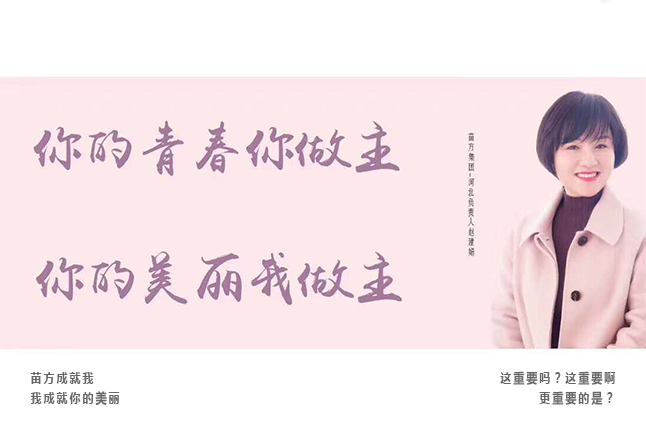 你的青春你做主
苗方集团-河北负责人赵建娟
你的美丽我做主
苗方成就我
我成就你的美丽
这重要吗？这重要啊
更重要的是？